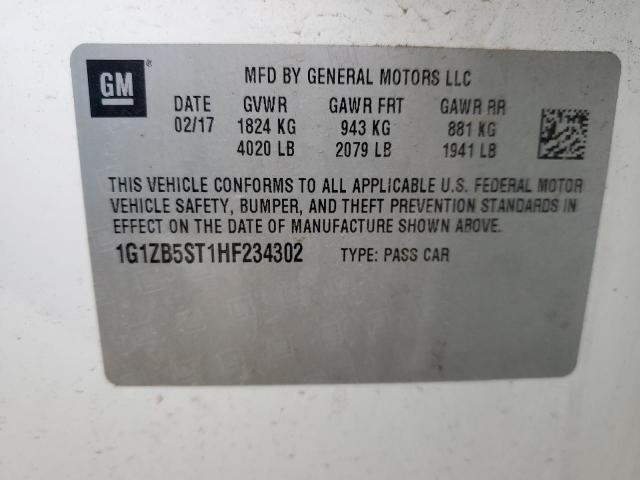 GM
MFD BY GENERAL MOTORS LLC
DATE GVWR GAWR FRT GAWR RR
02/17 1824 KG 943 KG 881 KG
4020 LB 2079 LB 1941 LB
THIS VEHICLE CONFORMS TO ALL APPLICABLE U.S. FEDERAL MOTOR
VEHICLE SAFETY, BUMPER, AND THEFT PREVENTION STANDARDS IN
EFFECT ON THE DATE OF MANUFACTURE SHOWN ABOVE.
1G1ZB5ST1HF234302 TYPE: PASS CAR